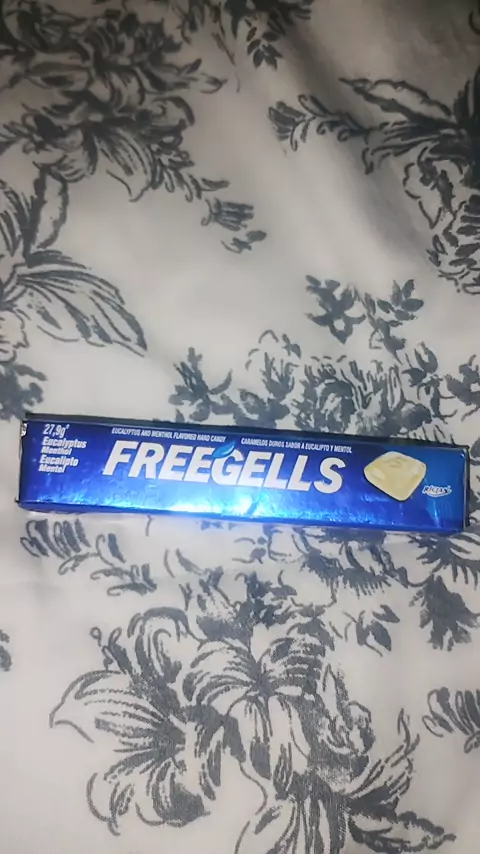 27,9g
Eucalyptus
Menthol
Eucalipto
Mentol
EUCALYPTUS AND MENTHOL FLAVORED HARD CANDY
CARAMELOS DUROS SABOR A EUCALIPTO Y MENTOL
FREEGELLS